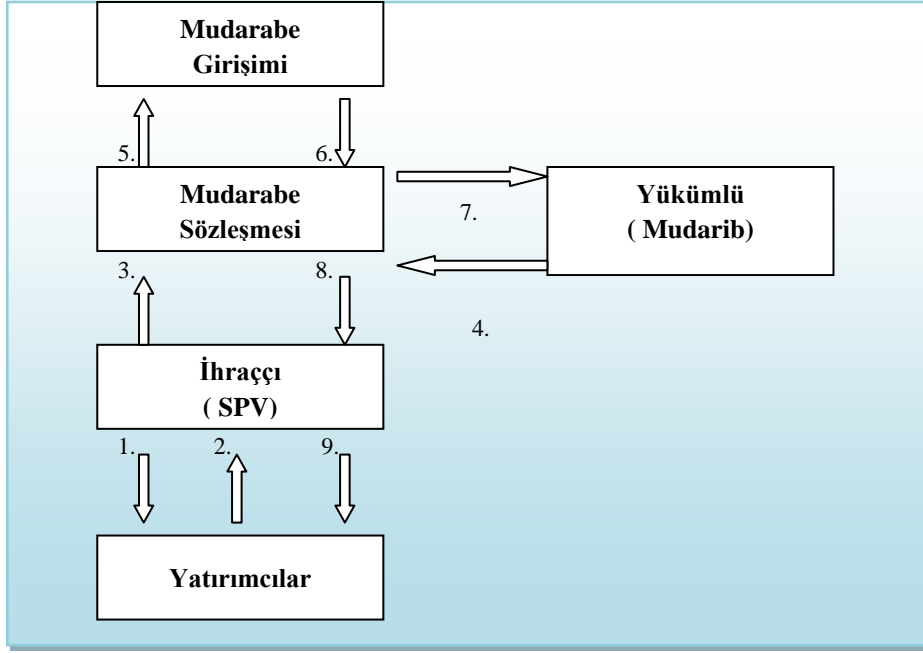 Mudarabe
Girişimi
5. 6.
Mudarabe
Sözleşmesi
Yükümlü
( Mudarib)
7.
3. 8.
4.
İhraççı
( SPV)
1. 2. 9.
Yatırımcılar